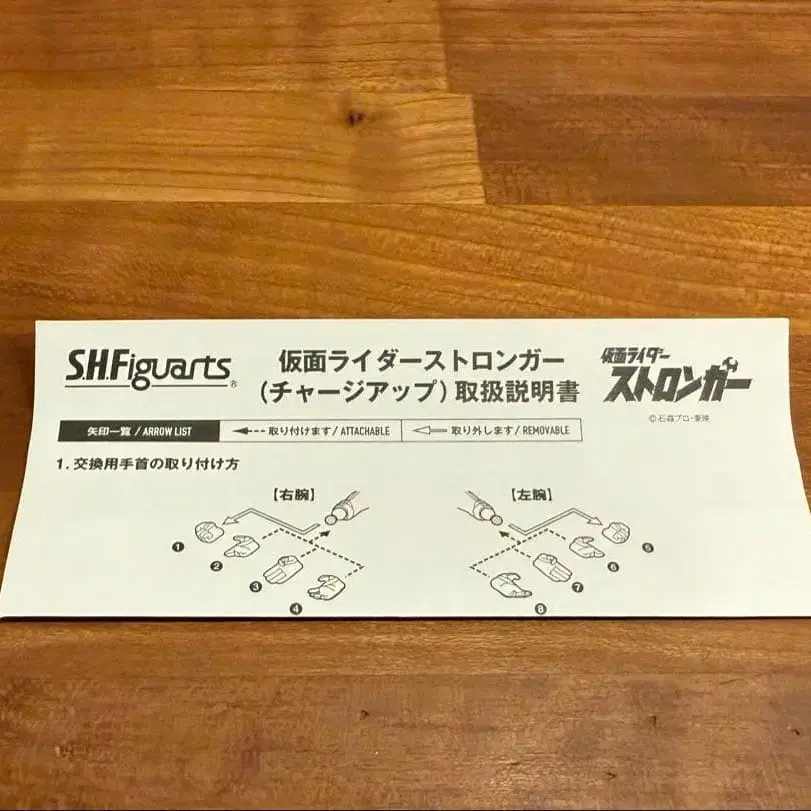 S.H.Figuarts®
仮面ライダーストロンガー
(チャージアップ)取扱説明書
仮面ライダー
ストロンガー
©石森プロ・東映
矢印一覧 / ARROW LIST
取り付けます/ ATTACHABLE
取り外します/ REMOVABLE
1.交換用手首の取り付け方
【右腕】
【左腕】
1
2
3
4
5
6
7
8